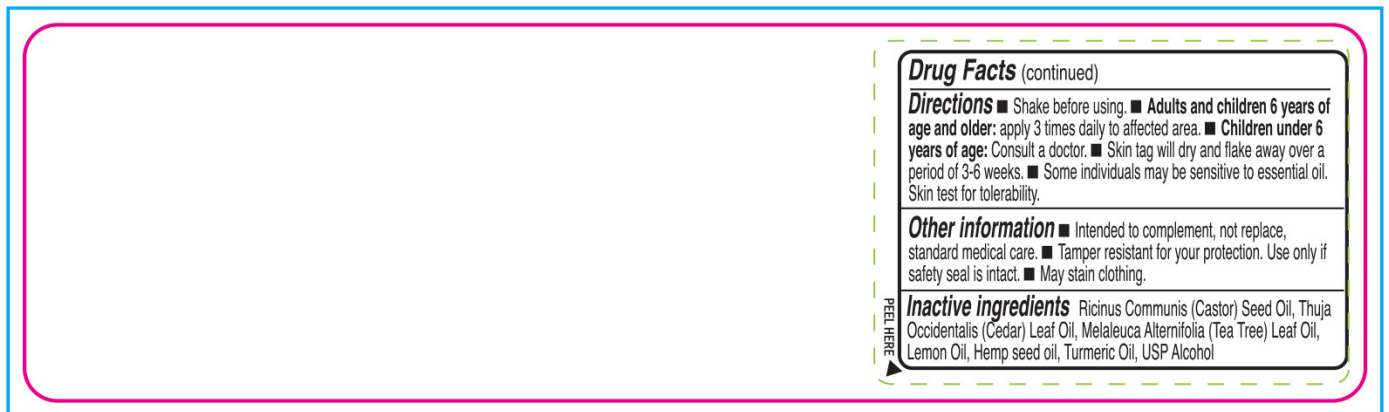 Drug Facts (continued)
Directions ■ Shake before using. ■ Adults and children 6 years of
age and older: apply 3 times daily to affected area. ■ Children under 6
years of age: Consult a doctor. ■ Skin tag will dry and flake away over a
period of 3-6 weeks. ■ Some individuals may be sensitive to essential oil.
Skin test for tolerability.
Other information ■ Intended to complement, not replace,
standard medical care. ■ Tamper resistant for your protection. Use only if
safety seal is intact. ■ May stain clothing.
Inactive ingredients Ricinus Communis (Castor) Seed Oil, Thuja
Occidentalis (Cedar) Leaf Oil, Melaleuca Alternifolia (Tea Tree) Leaf Oil,
Lemon Oil, Hemp seed oil, Turmeric Oil, USP Alcohol
PEEL HERE